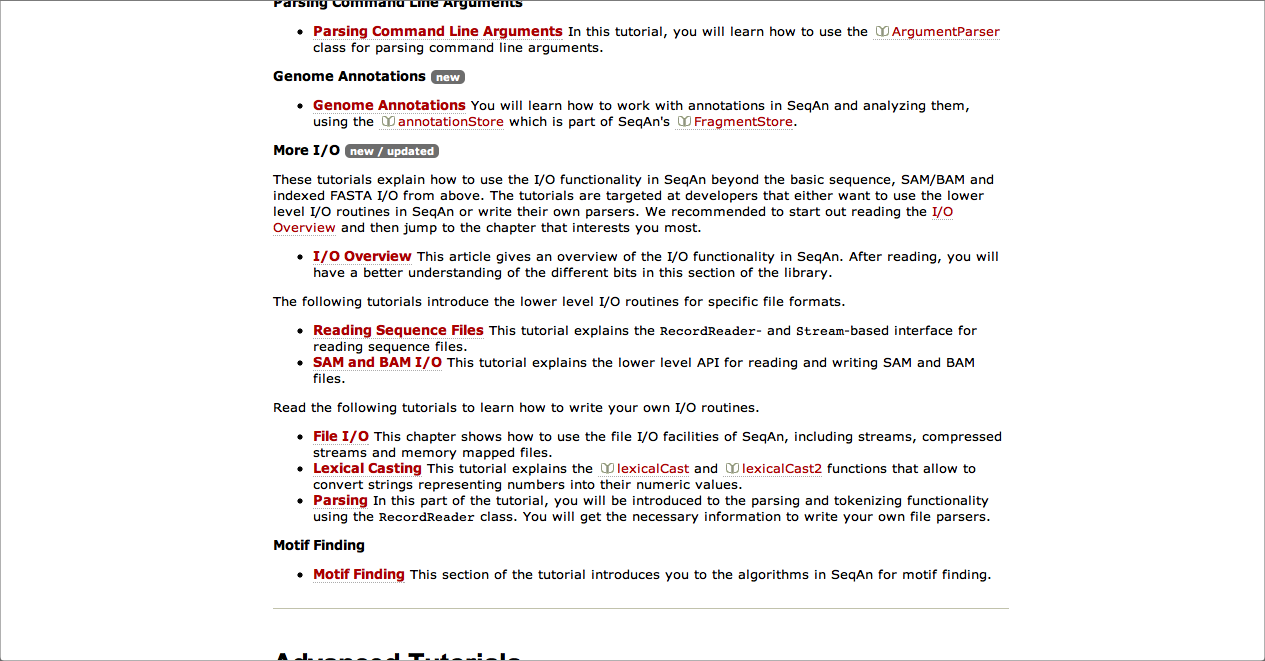 Parsing Command Line Arguments
Parsing Command Line Arguments In this tutorial, you will learn how to use the ArgumentParser
class for parsing command line arguments.
Genome Annotations new
Genome Annotations You will learn how to work with annotations in SeqAn and analyzing them,
using the annotationStore which is part of SeqAn's FragmentStore.
More I/O new / updated
These tutorials explain how to use the I/O functionality in SeqAn beyond the basic sequence, SAM/BAM and
indexed FASTA I/O from above. The tutorials are targeted at developers that either want to use the lower
level I/O routines in SeqAn or write their own parsers. We recommended to start out reading the I/O
Overview and then jump to the chapter that interests you most.
I/O Overview This article gives an overview of the I/O functionality in SeqAn. After reading, you will
have a better understanding of the different bits in this section of the library.
The following tutorials introduce the lower level I/O routines for specific file formats.
Reading Sequence Files This tutorial explains the RecordReader- and Stream-based interface for
reading sequence files.
SAM and BAM I/O This tutorial explains the lower level API for reading and writing SAM and BAM
files.
Read the following tutorials to learn how to write your own I/O routines.
File I/O This chapter shows how to use the file I/O facilities of SeqAn, including streams, compressed
streams and memory mapped files.
Lexical Casting This tutorial explains the lexicalCast and lexicalCast2 functions that allow to
convert strings representing numbers into their numeric values.
Parsing In this part of the tutorial, you will be introduced to the parsing and tokenizing functionality
using the RecordReader class. You will get the necessary information to write your own file parsers.
Motif Finding
Motif Finding This section of the tutorial introduces you to the algorithms in SeqAn for motif finding.
Advanced Tutorials